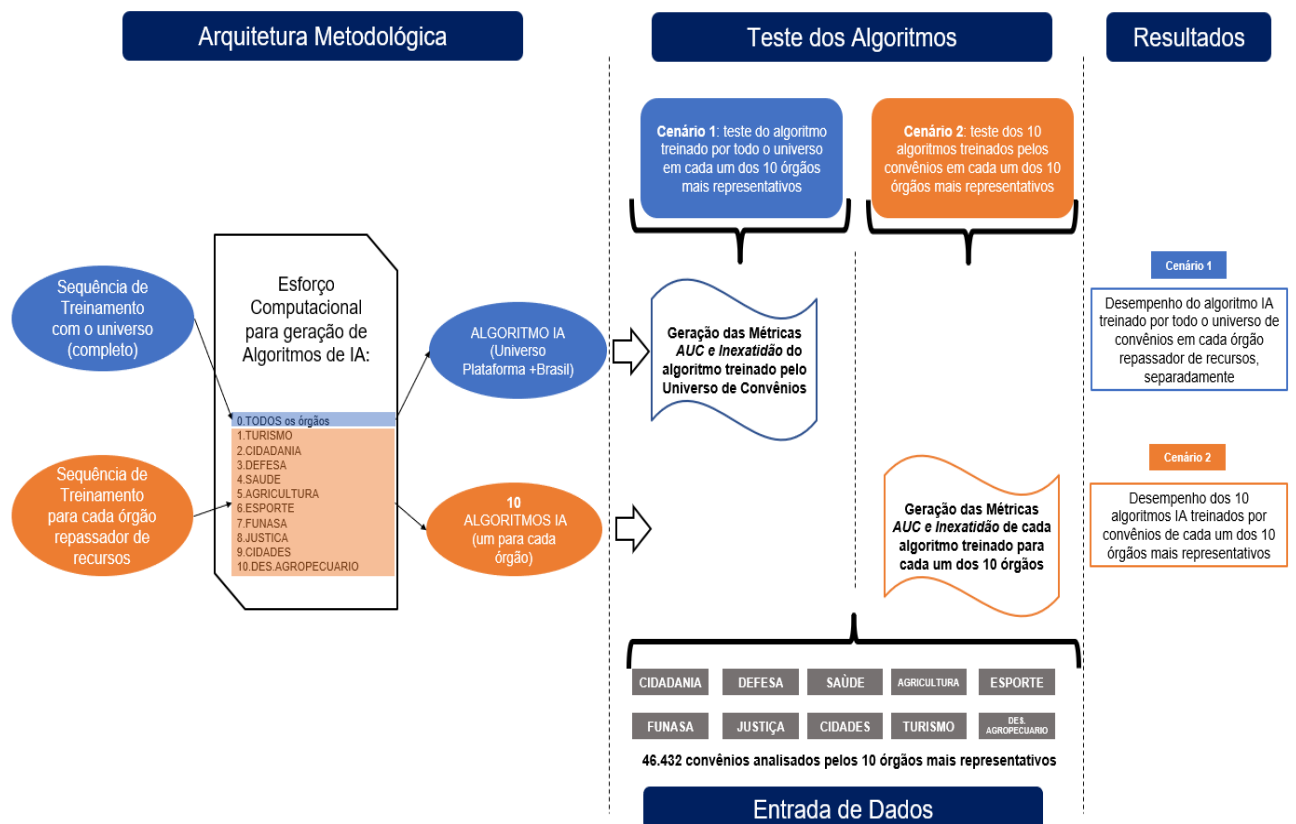 Arquitetura Metodológica
Teste dos Algoritmos
Resultados
Cenário 1: teste do algoritmo
treinado por todo o universo
em cada um dos 10 órgãos
mais representativos
Cenário 2: teste dos 10
algoritmos treinados pelos
convênios em cada um dos 10
órgãos mais representativos
Sequência de
Treinamento
com o universo
(completo)
Sequência de
Treinamento
para cada órgão
repassador de
recursos
Esforço
Computacional
para geração de
Algoritmos de IA:
0.TODOS os órgãos
1.TURISMO
2.CIDADANIA
3.DEFESA
4.SAUDE
5.AGRICULTURA
6.ESPORTE
7.FUNASA
8.JUSTICA
9.CIDADES
10.DES.AGROPECUARIO
ALGORITMO IA
(Universo
Plataforma +Brasil)
10
ALGORITMOS IA
(um para cada
órgão)
Geração das Métricas
AUC e Inexatidão do
algoritmo treinado pelo
Universo de Convênios
Geração das Métricas
AUC e Inexatidão de cada
algoritmo treinado para
cada um dos 10 órgãos
Cenário 1
Desempenho do algoritmo IA
treinado por todo o universo de
convênios em cada órgão
repassador de recursos,
separadamente
Cenário 2
Desempenho dos 10
algoritmos IA treinados por
convênios de cada um dos 10
órgãos mais representativos
CIDADANIA
DEFESA
SAÙDE
AGRICULTURA
ESPORTE
FUNASA
JUSTIÇA
CIDADES
TURISMO
DES.
AGROPECUARIO
46.432 convênios analisados pelos 10 órgãos mais representativos
Entrada de Dados